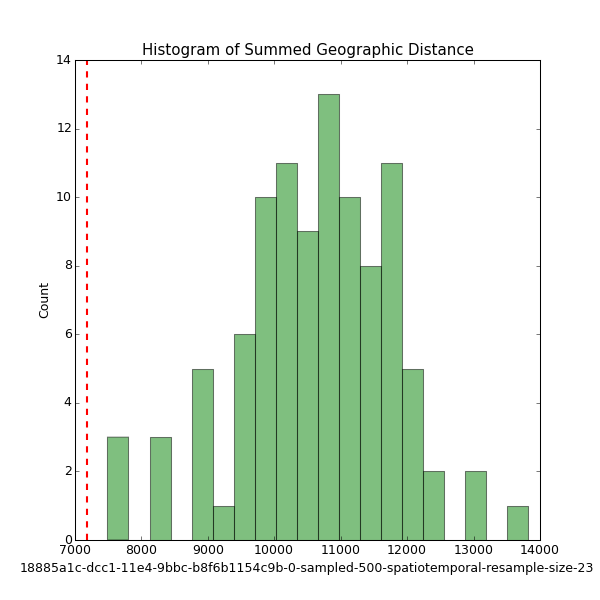 Histogram of Summed Geographic Distance
14
12
10
8
6
4
2
0
Count
7000 8000 9000 10000 11000 12000 13000 14000
18885a1c-dcc1-11e4-9bbc-b8f6b1154c9b-0-sampled-500-spatiotemporal-resample-size-23